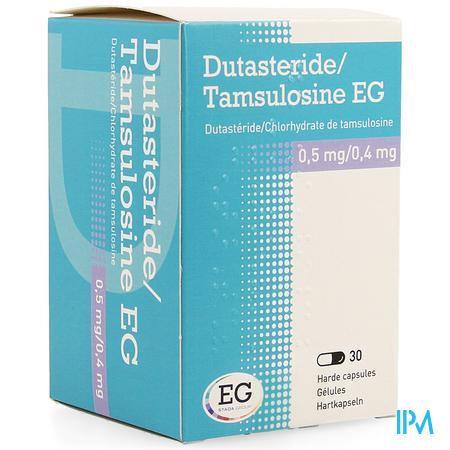 Dutasteride/
Tamsulosine EG
Dutastéride/Chlorhydrate de tamsulosine
0,5 mg/0,4 mg
30
Harde capsules
Gélules
Hartkapseln
EG
STADA GROUP
Dutasteride/
Tamsulosine EG
Dutastéride/Chlorhydrate de tamsulosine
0,5 mg/0,4 mg
IPM